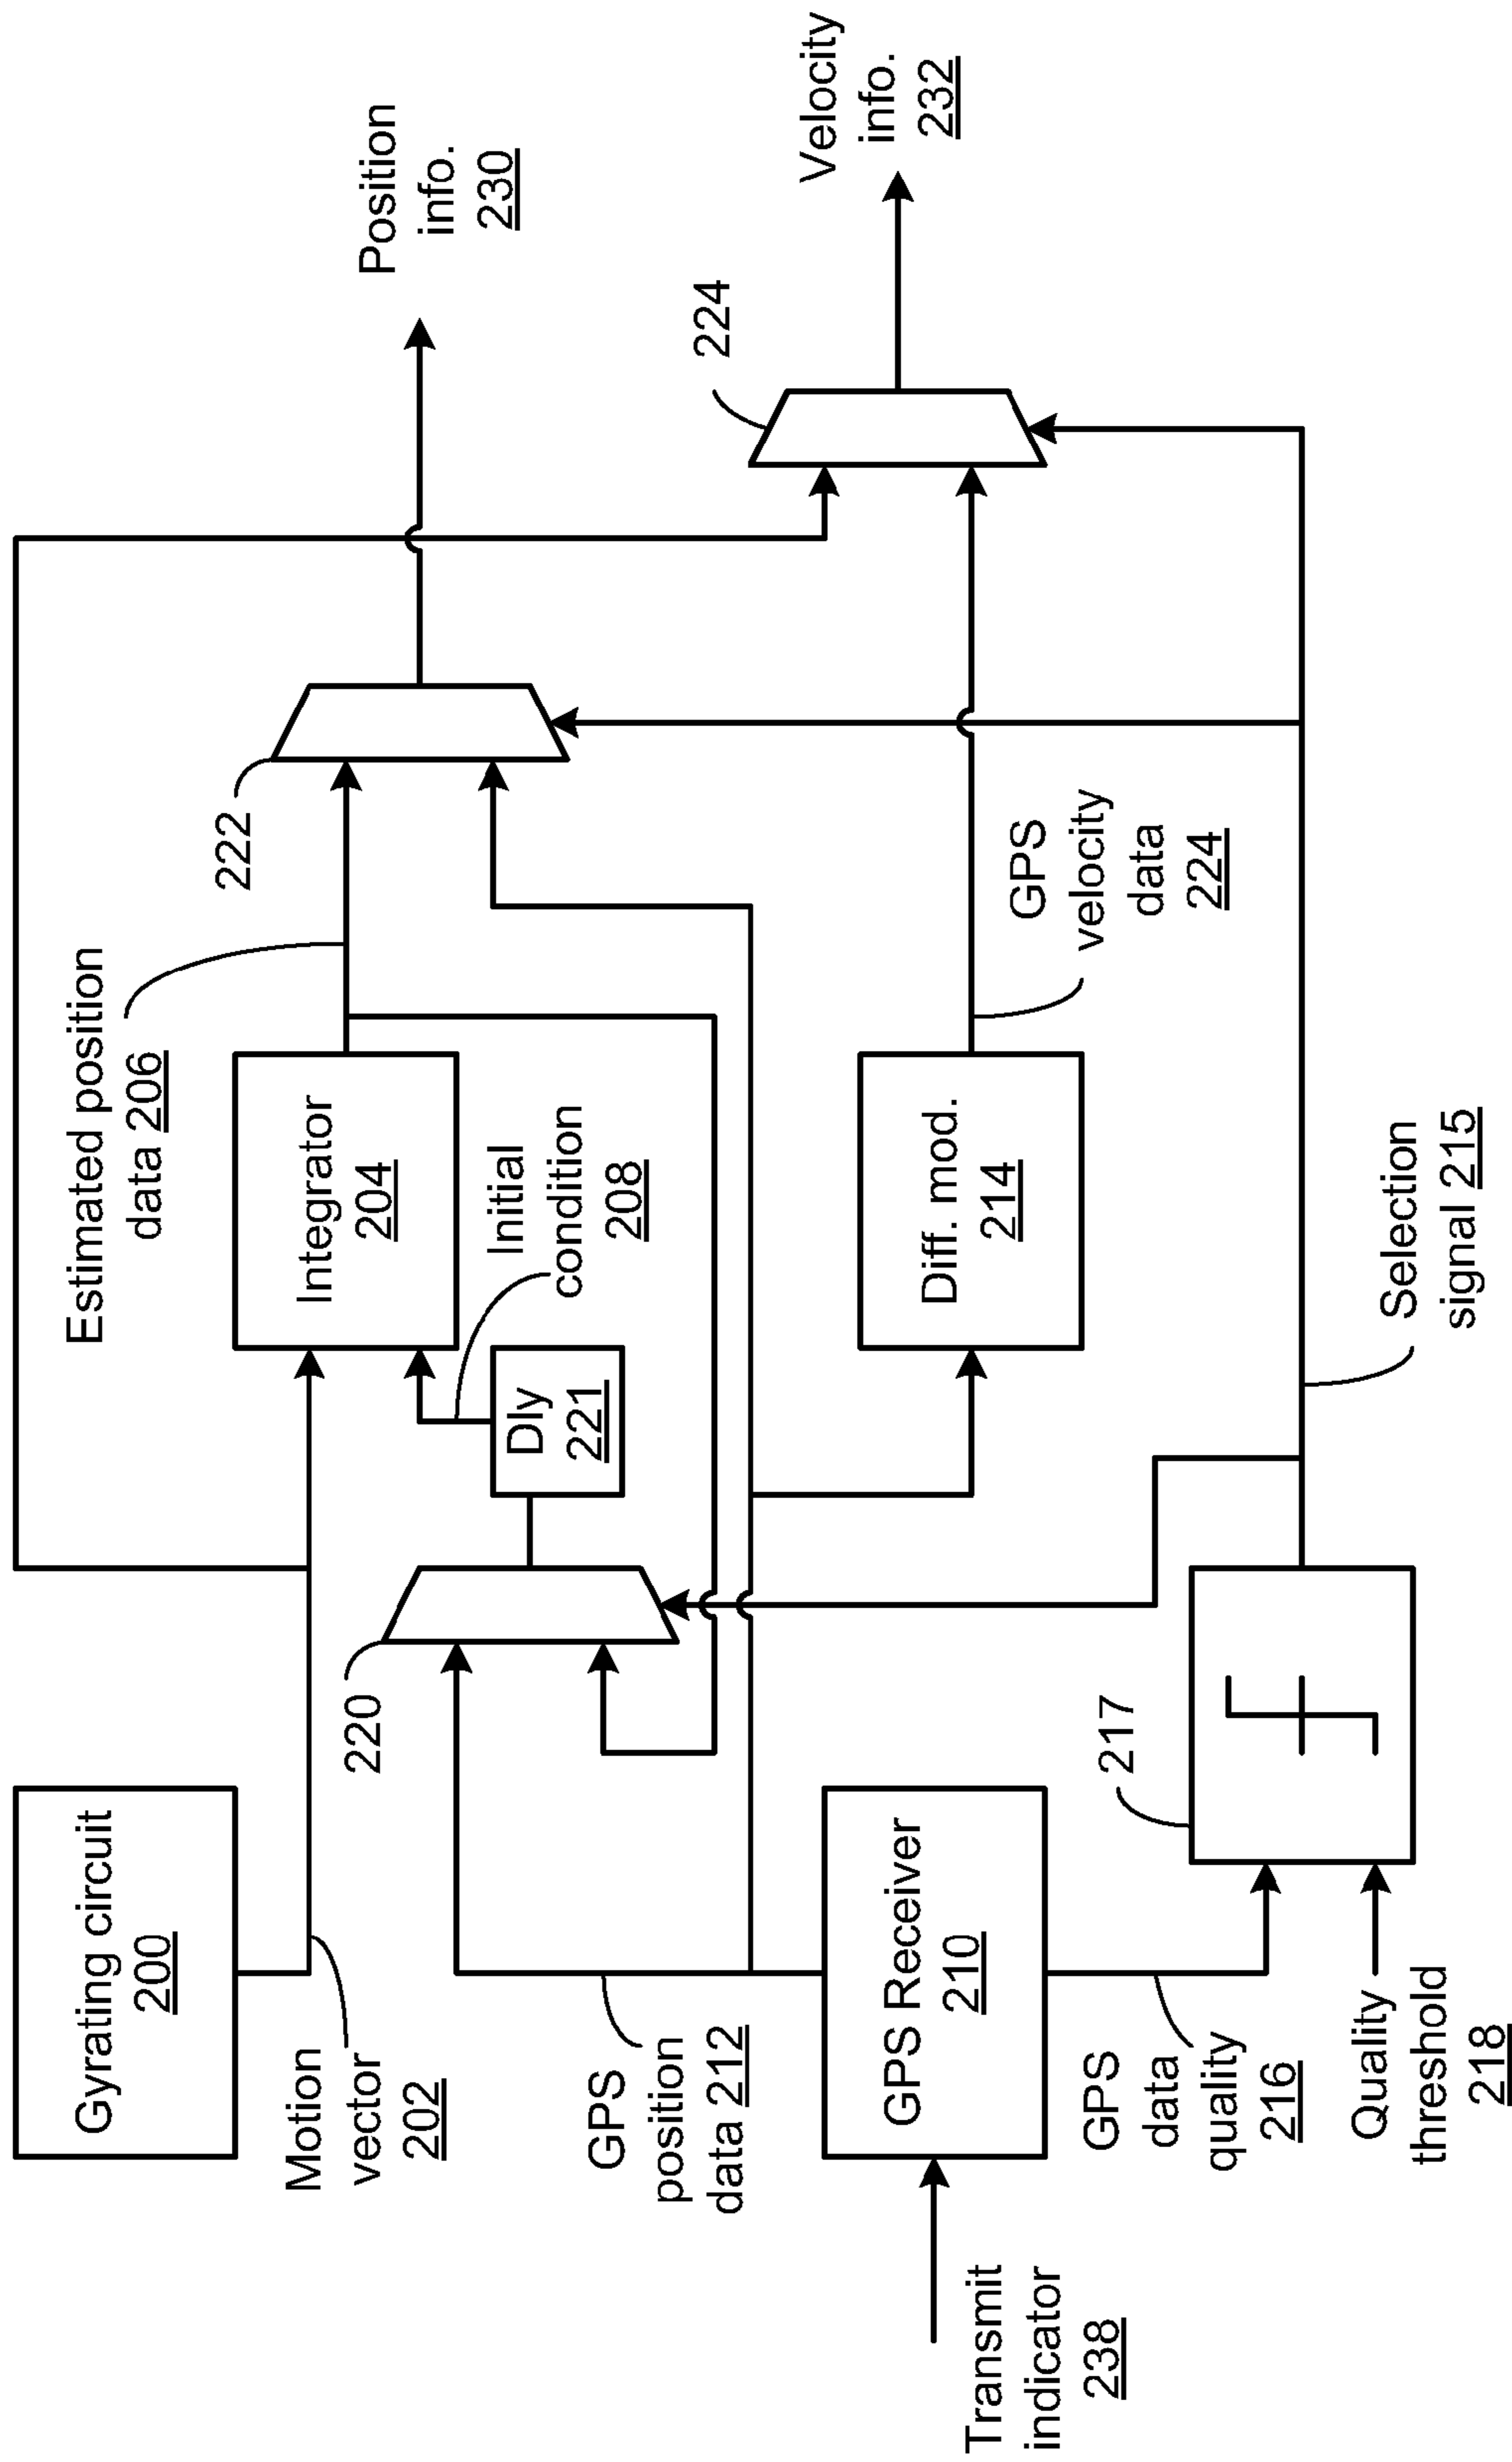 Gyrating circuit
200
Motion
vector
202
Estimated position
data 206
Integrator
204
Initial
condition
208
Dly
221
220
222
Position
info.
230
GPS
position
data 212
GPS Receiver
210
Transmit
indicator
238
Diff. mod.
214
GPS
velocity
data
224
224
Velocity
info.
232
GPS
data
quality
216
Quality
threshold
218
217
Selection
signal 215